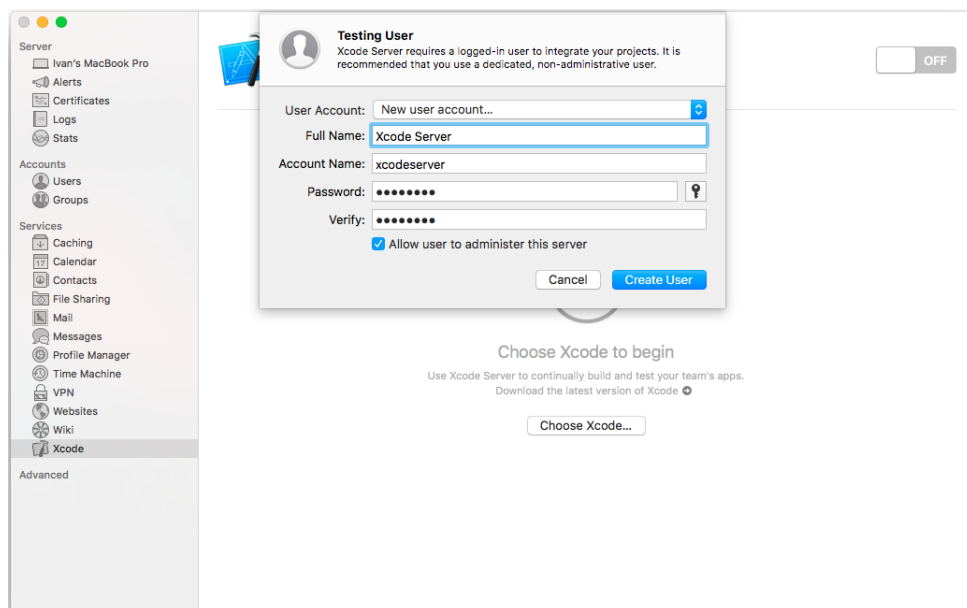 Server
Ivan's MacBook Pro
Alerts
Certificates
Logs
Stats
Accounts
Users
Groups
Services
Caching
Calendar
Contacts
File Sharing
Mail
Messages
Profile Manager
Time Machine
VPN
Websites
Wiki
Xcode
Advanced
Testing User
Xcode Server requires a logged-in user to integrate your projects. It is
recommended that you use a dedicated, non-administrative user.
OFF
User Account: New user account...
Full Name: Xcode Server
Account Name: xcodeserver
Password: ●●●●●●●●
Verify: ●●●●●●●●
Allow user to administer this server
Cancel Create User
Choose Xcode to begin
Use Xcode Server to continually build and test your team's apps.
Download the latest version of Xcode
Choose Xcode...